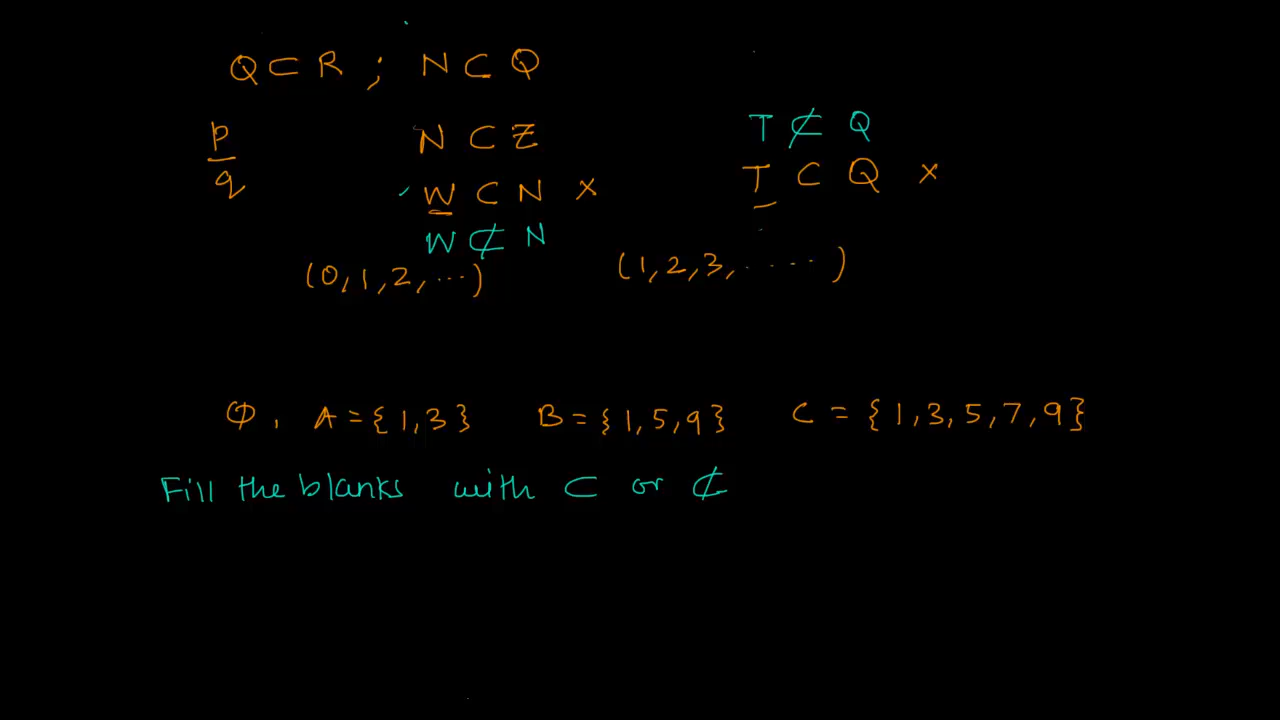 Q ⊂ R ; N ⊂ Q
p/q N ⊂ Z T ⊄ Q
W ⊂ N × T ⊂ Q ×
W ⊄ N
(0, 1, 2, ...) (1, 2, 3, ......)
Φ, A = {1, 3} B = {1, 5, 9} C = {1, 3, 5, 7, 9}
Fill the blanks with ⊂ or ⊄